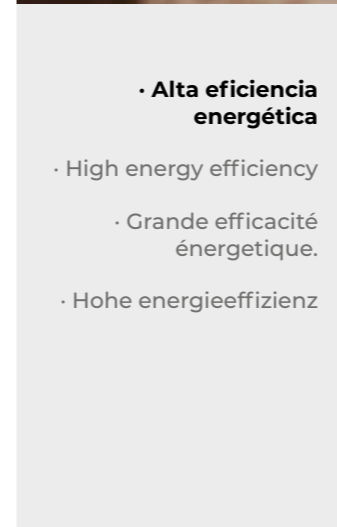 · Alta eficiencia
energética
· High energy efficiency
· Grande efficacité
énergetique.
· Hohe energieeffizienz